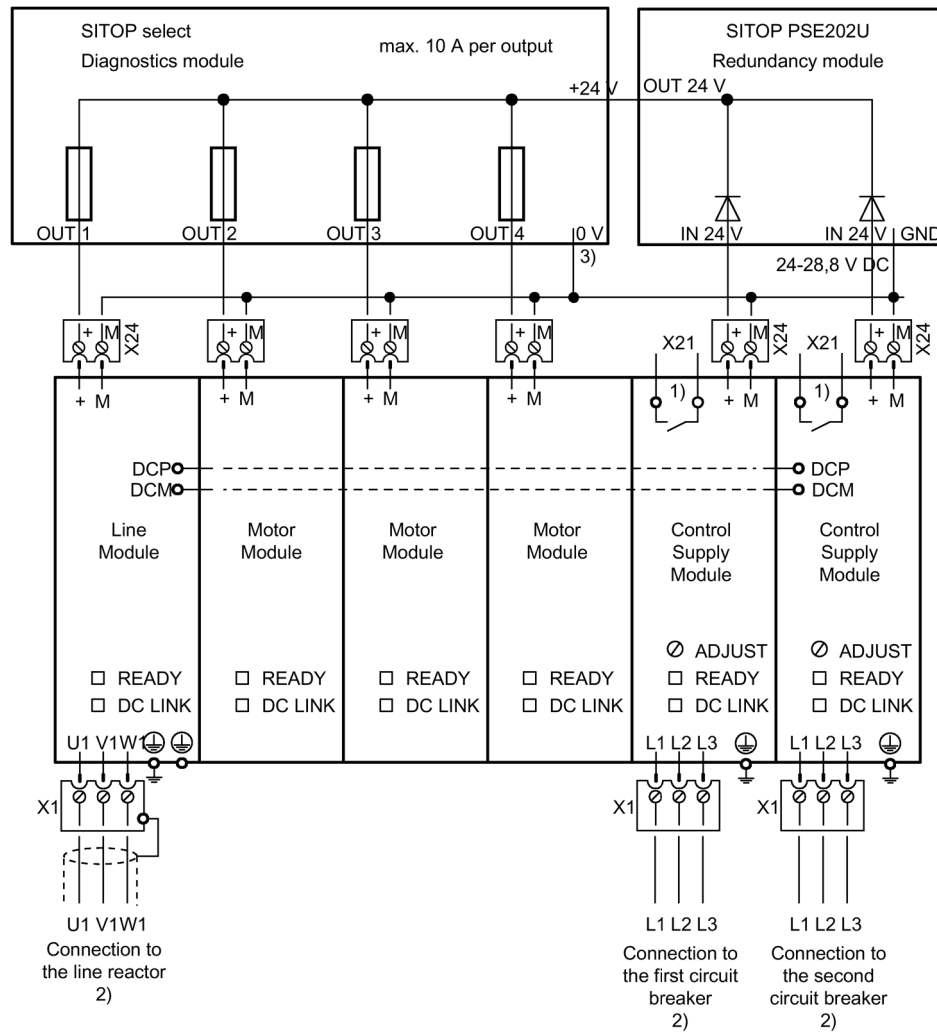 SITOP select
Diagnostics module
max. 10 A per output
SITOP PSE202U
Redundancy module
+24 V
OUT 24 V
OUT 1
OUT 2
OUT 3
OUT 4
0 V
3)
IN 24 V
IN 24 V
GND
24-28,8 V DC
+ M
X24
+ M
+ M
+ M
X21
+ M
X24
X21
+ M
X24
+ M
+ M
+ M
+ M
1)
+ M
1)
+ M
DCP
DCM
DCP
DCM
Line
Module
Motor
Module
Motor
Module
Motor
Module
Control
Supply
Module
Control
Supply
Module
ADJUST
ADJUST
READY
READY
READY
READY
READY
READY
DC LINK
DC LINK
DC LINK
DC LINK
DC LINK
DC LINK
U1 V1 W1
L1 L2 L3
L1 L2 L3
X1
X1
X1
U1 V1 W1
L1 L2 L3
L1 L2 L3
Connection to
the line reactor
2)
Connection to
the first circuit
breaker
2)
Connection to
the second
circuit breaker
2)